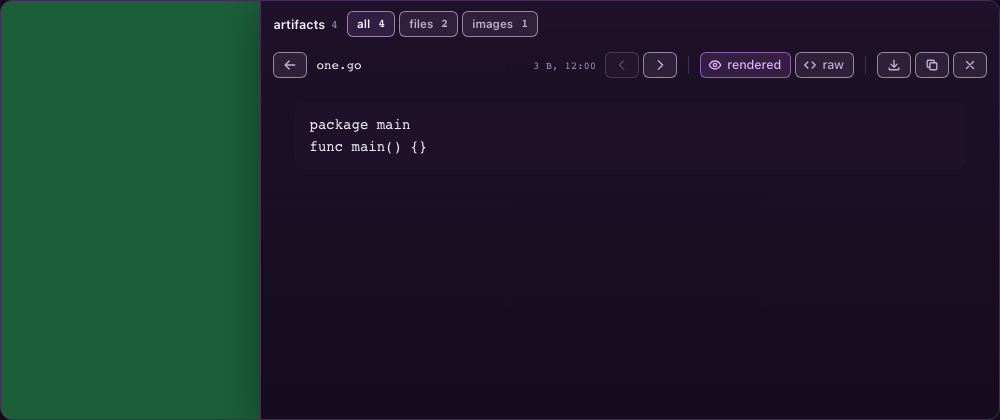 artifacts 4 all 4 files 2 images 1
one.go 3 B, 12:00 rendered raw
package main
func main() {}